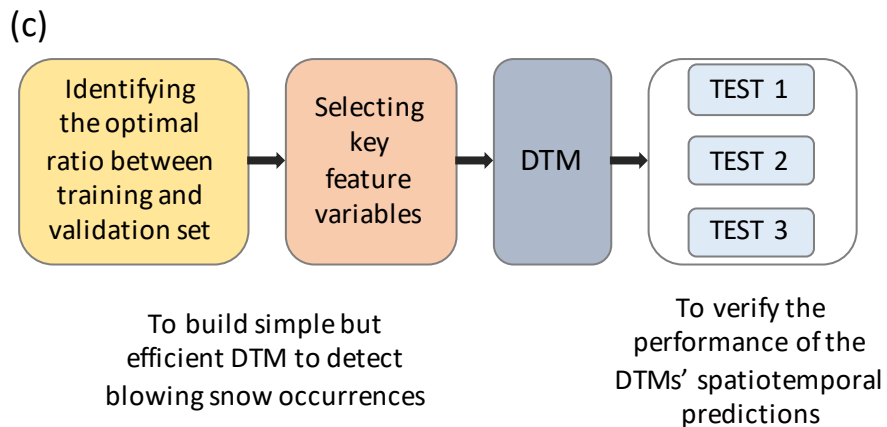 (c)
Identifying
the optimal
ratio between
training and
validation set
Selecting
key
feature
variables
DTM
TEST 1
TEST 2
TEST 3
To build simple but
efficient DTM to detect
blowing snow occurrences
To verify the
performance of the
DTMs’ spatiotemporal
predictions